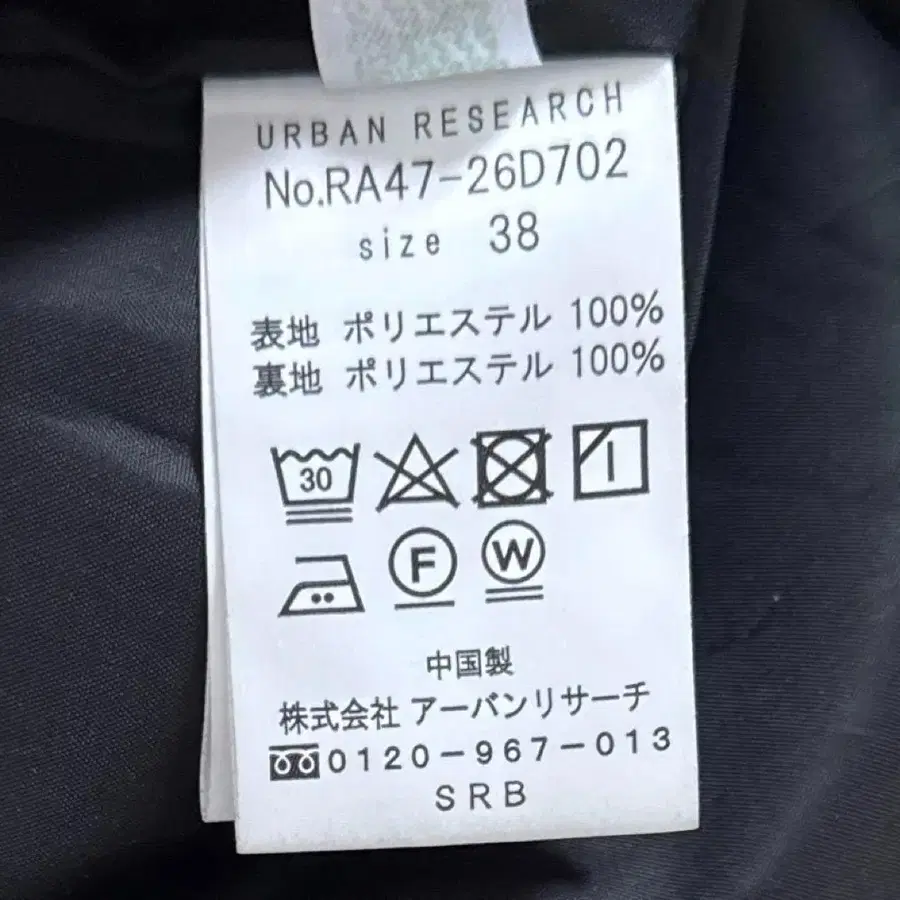 URBAN RESEARCH
No.RA47-26D702
size 38
表地 ポリエステル 100%
裏地 ポリエステル 100%
30
F W
中国製
株式会社 アーバンリサーチ
0120-967-013
SRB